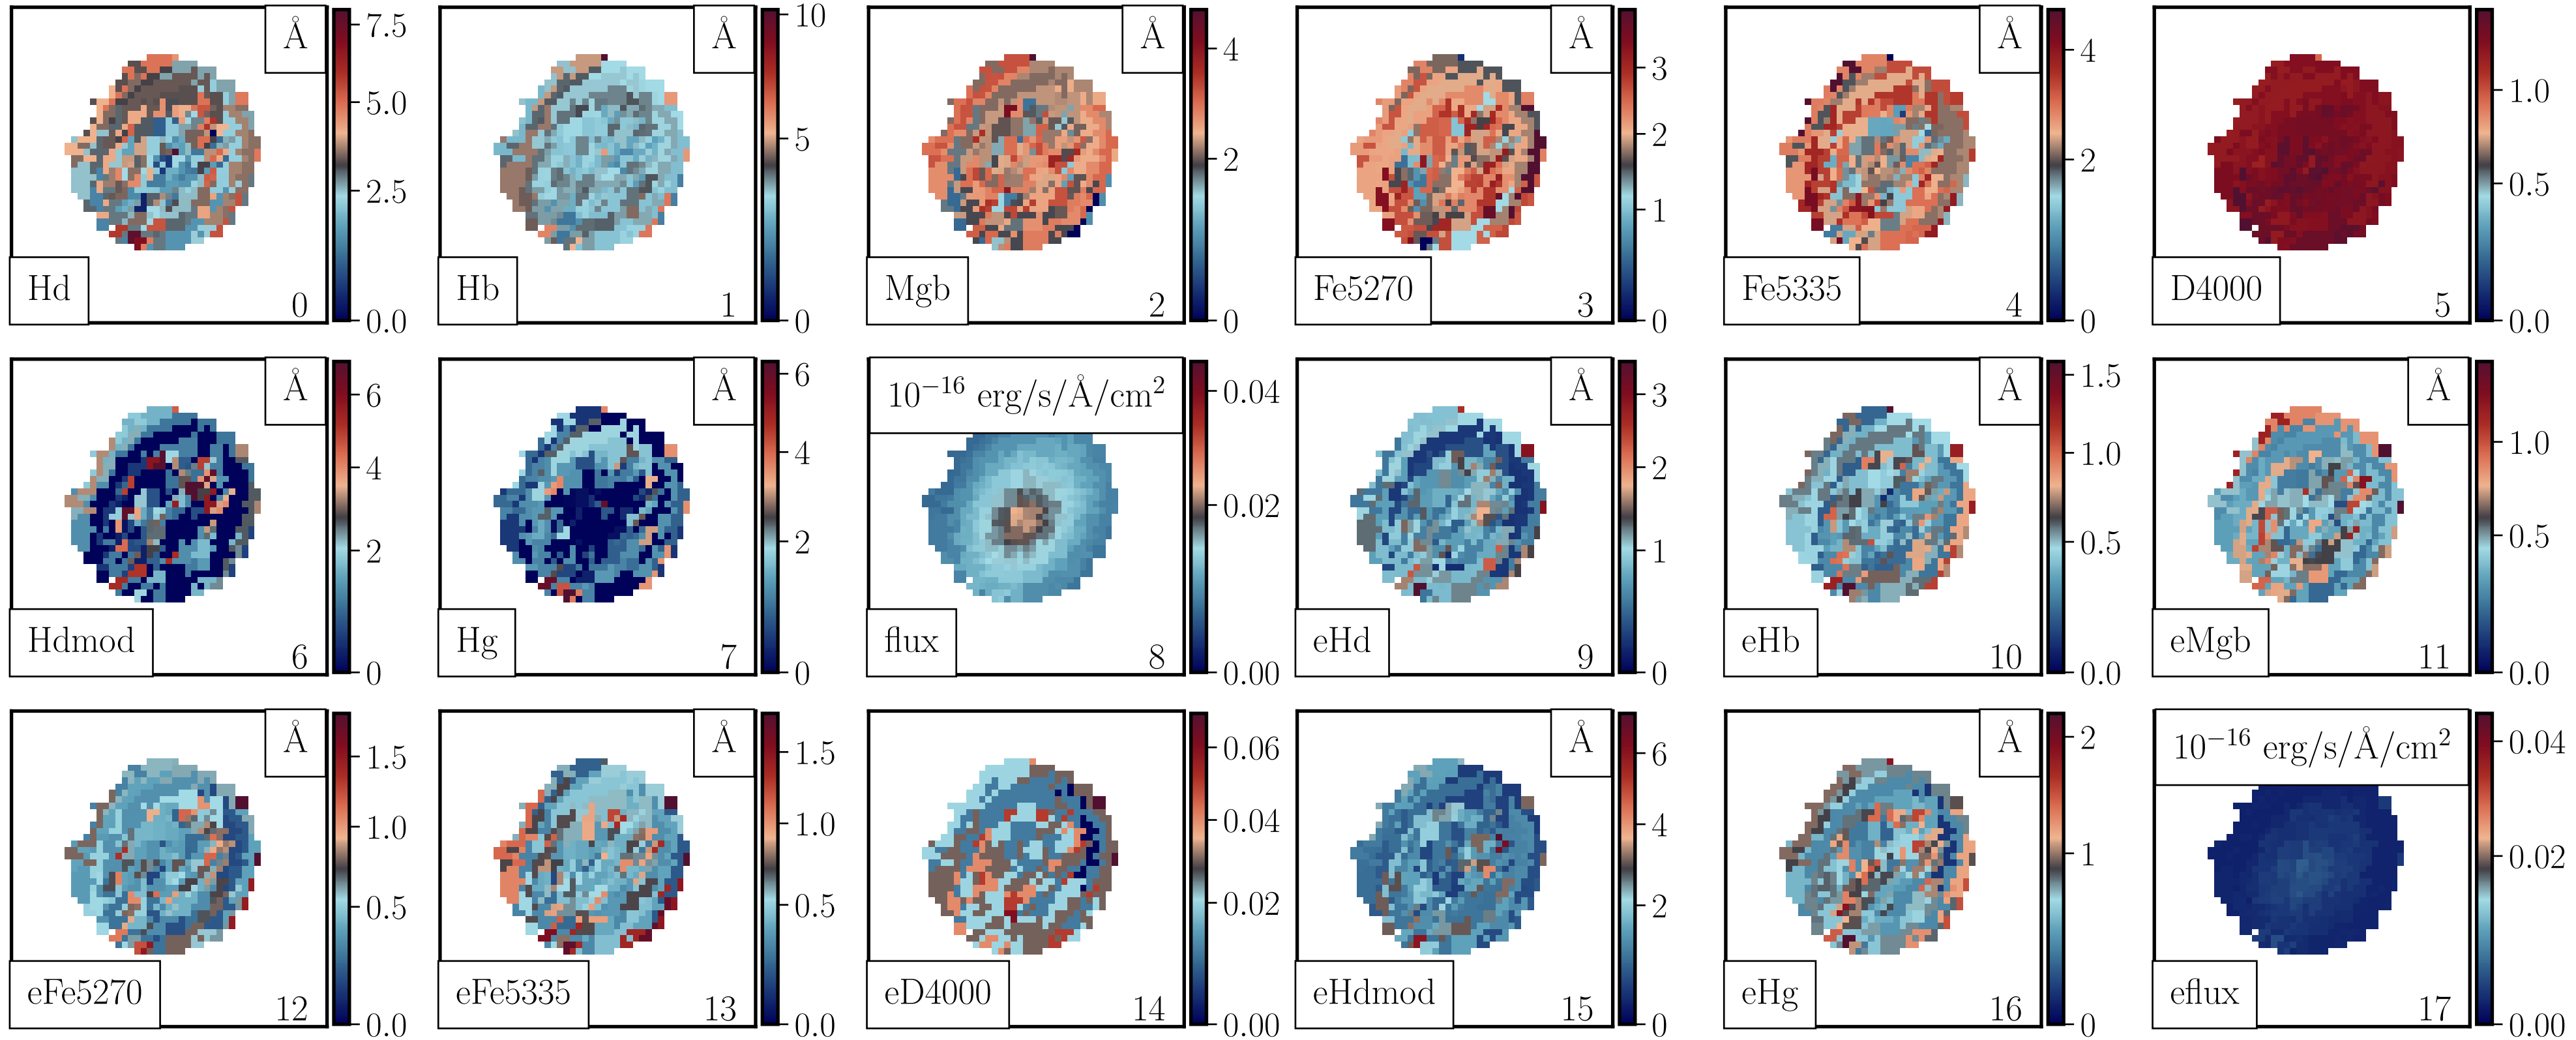 Å
7.5
5.0
2.5
0.0
Hd
0
Å
10
5
0
Hb
1
Å
4
2
0
Mgb
2
Å
3
2
1
0
Fe5270
3
Å
4
2
0
Fe5335
4
1.0
0.5
0.0
D4000
5
Å
6
4
2
0
Hdmod
6
Å
6
4
2
0
Hg
7
10⁻¹⁶ erg/s/Å/cm²
0.04
0.02
0.00
flux
8
Å
3
2
1
0
eHd
9
Å
1.5
1.0
0.5
0.0
eHb
10
Å
1.0
0.5
0.0
eMgb
11
Å
1.5
1.0
0.5
0.0
eFe5270
12
Å
1.5
1.0
0.5
0.0
eFe5335
13
0.06
0.04
0.02
0.00
eD4000
14
Å
6
4
2
0
eHdmod
15
Å
2
1
0
eHg
16
10⁻¹⁶ erg/s/Å/cm²
0.04
0.02
0.00
eflux
17